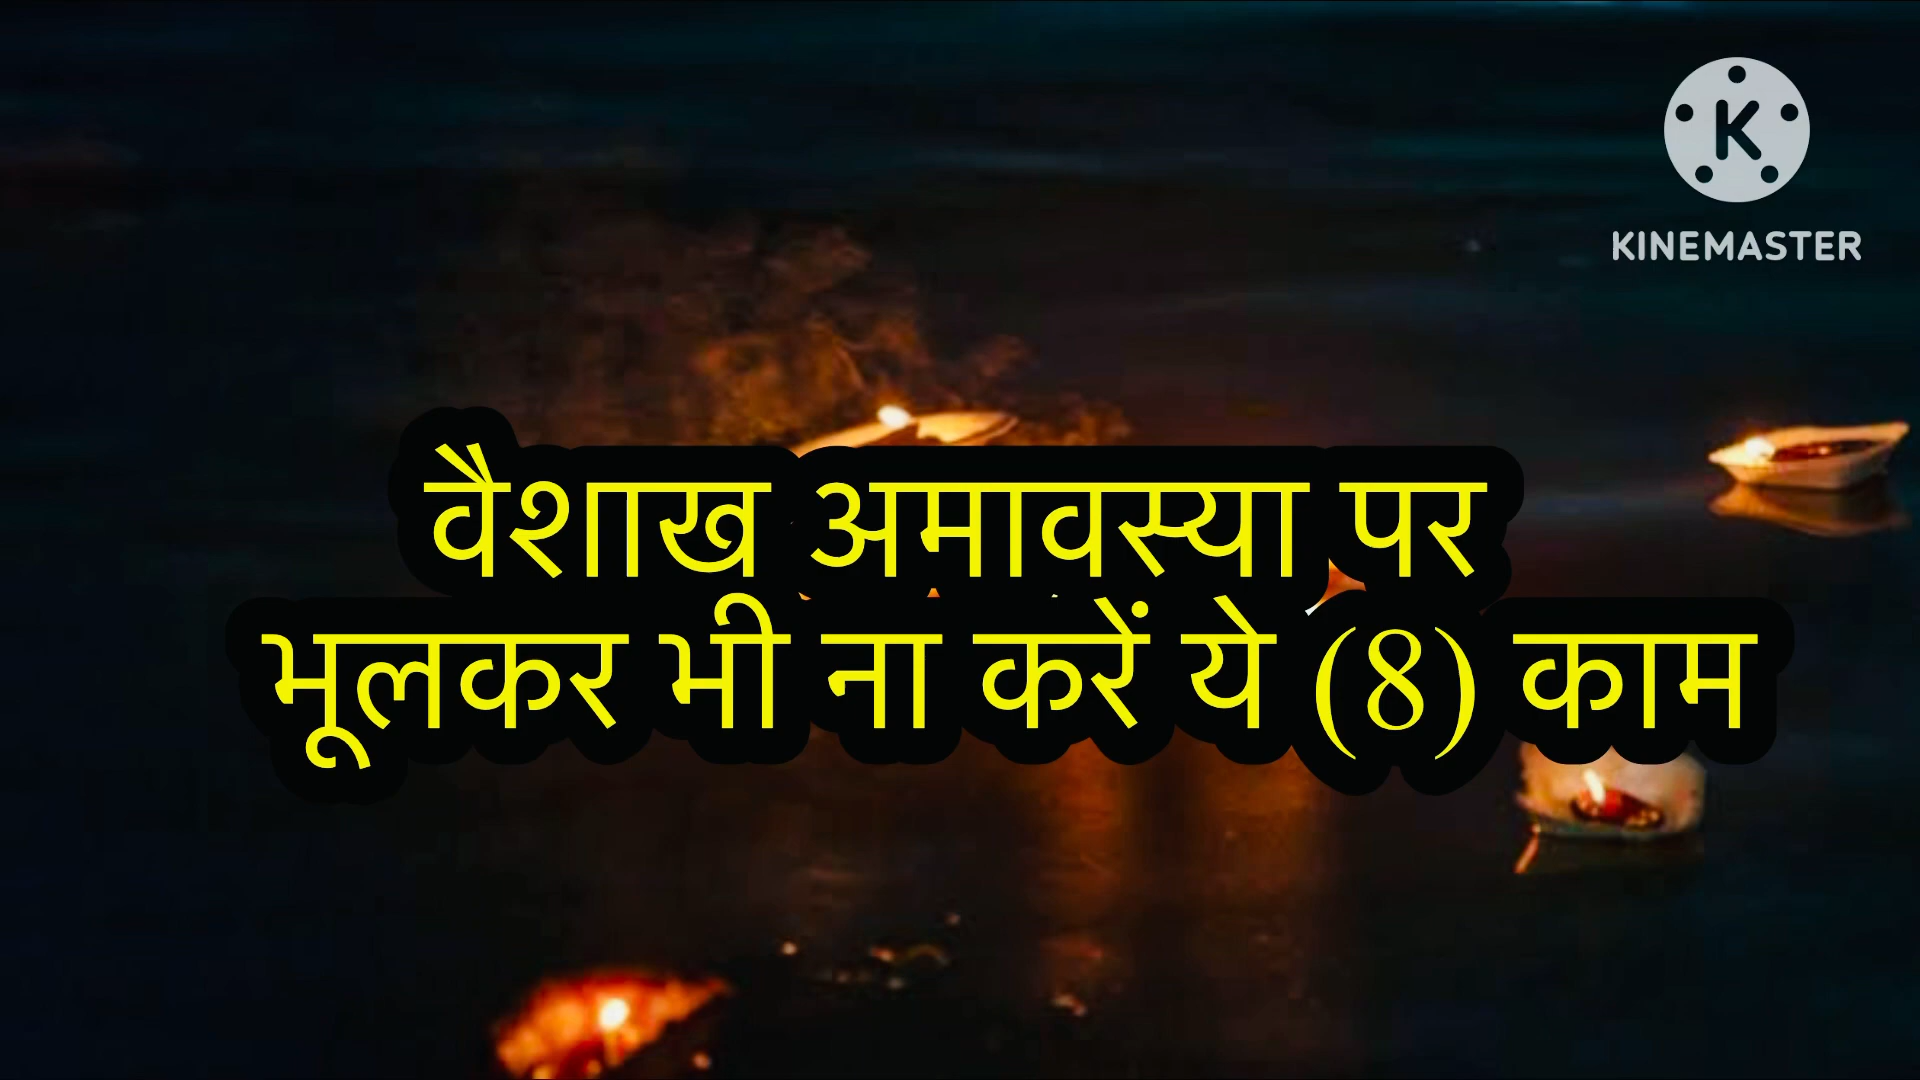 K
KINEMASTER
वैशाख अमावस्या पर
भूलकर भी ना करें ये (8) काम